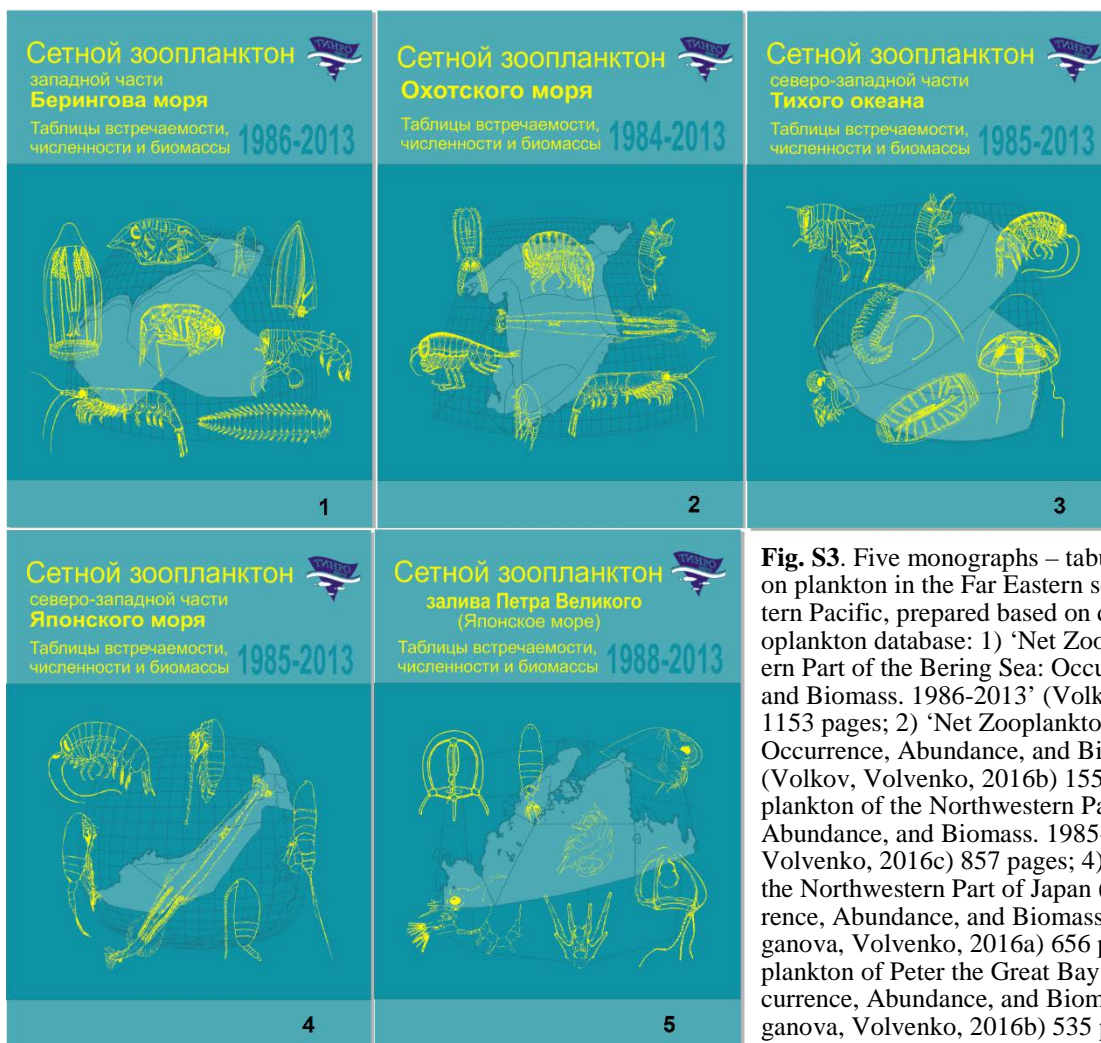 Сетной зоопланктон
западной части
Берингова моря
Таблицы встречаемости,
численности и биомассы 1986-2013
ТИНРО
1
Сетной зоопланктон
Охотского моря
Таблицы встречаемости,
численности и биомассы 1984-2013
ТИНРО
2
Сетной зоопланктон
северо-западной части
Тихого океана
Таблицы встречаемости,
численности и биомассы 1985-2013
ТИНРО
3
Сетной зоопланктон
северо-западной части
Японского моря
Таблицы встречаемости,
численности и биомассы 1985-2013
ТИНРО
4
Сетной зоопланктон
залива Петра Великого
(Японское море)
Таблицы встречаемости,
численности и биомассы 1988-2013
ТИНРО
5
Fig. S3. Five monographs – tabu
on plankton in the Far Eastern s
tern Pacific, prepared based on
oplankton database: 1) ‘Net Zoo
ern Part of the Bering Sea: Occu
and Biomass. 1986-2013’ (Volk
1153 pages; 2) ‘Net Zooplankto
Occurrence, Abundance, and Bi
(Volkov, Volvenko, 2016b) 155
plankton of the Northwestern Pa
Abundance, and Biomass. 1985-
Volvenko, 2016c) 857 pages; 4)
the Northwestern Part of Japan
rence, Abundance, and Biomass
ganova, Volvenko, 2016a) 656 p
plankton of Peter the Great Bay
currence, Abundance, and Biom
ganova, Volvenko, 2016b) 535 p